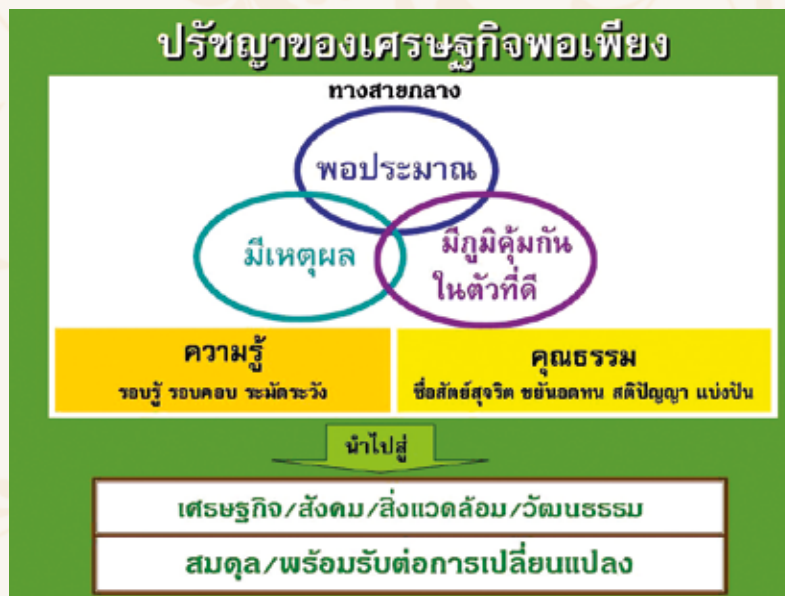 ปรัชญาของเศรษฐกิจพอเพียง
ทางสายกลาง
พอประมาณ
มีเหตุผล
มีภูมิคุ้มกัน
ในตัวที่ดี
ความรู้
รอบรู้ รอบคอบ ระมัดระวัง
คุณธรรม
ซื่อสัตย์สุจริต ขยันอดทน สติปัญญา แบ่งปัน
นำไปสู่
เศรษฐกิจ/สังคม/สิ่งแวดล้อม/วัฒนธรรม
สมดุล/พร้อมรับต่อการเปลี่ยนแปลง